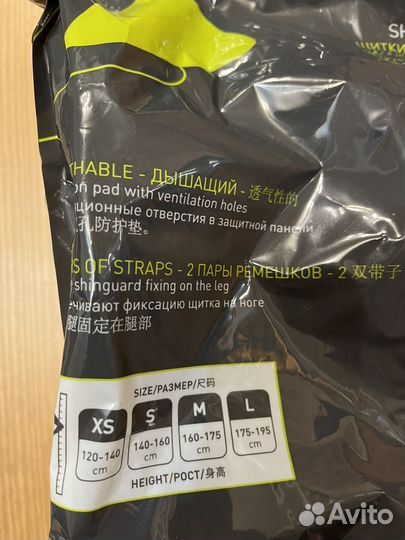 SH
ЩИТКИ
THABLE - ДЫШАЩИЙ - 透气性的
on pad with ventilation holes
ционные отверстия в защитной панели
孔防护垫。
S OF STRAPS - 2 ПАРЫ РЕМЕШКОВ - 2 双带子
shinguard fixing on the leg
чивают фиксацию щитка на ноге
腿固定在腿部
SIZE/РАЗМЕР/尺码
XS S M L
120-140 cm 140-160 cm 160-175 cm 175-195 cm
HEIGHT/РОСТ/身高
Avito